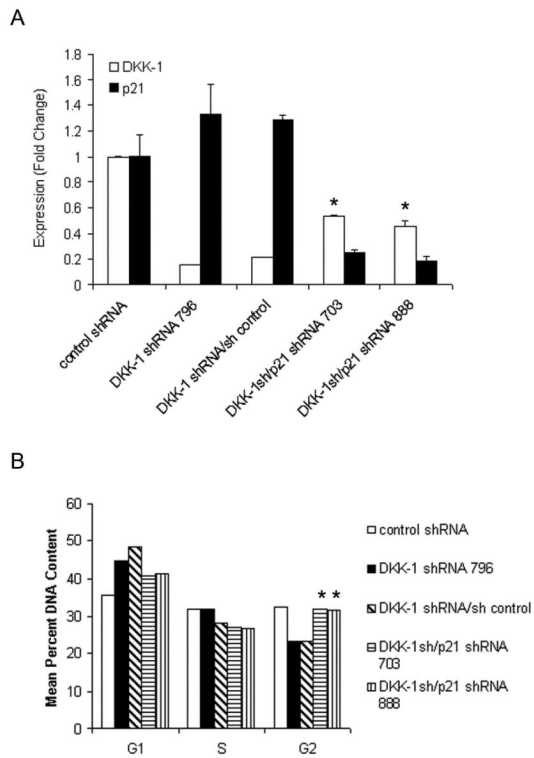 A
Expression (Fold Change)
1.8
1.6
1.4
1.2
1
0.8
0.6
0.4
0.2
0
DKK-1
p21
*
*
control shRNA
DKK-1 shRNA 796
DKK-1 shRNA/sh control
DKK-1sh/p21 shRNA 703
DKK-1sh/p21 shRNA 888
B
Mean Percent DNA Content
60
50
40
30
20
10
0
* *
G1
S
G2
control shRNA
DKK-1 shRNA 796
DKK-1 shRNA/sh control
DKK-1sh/p21 shRNA
703
DKK-1sh/p21 shRNA
888